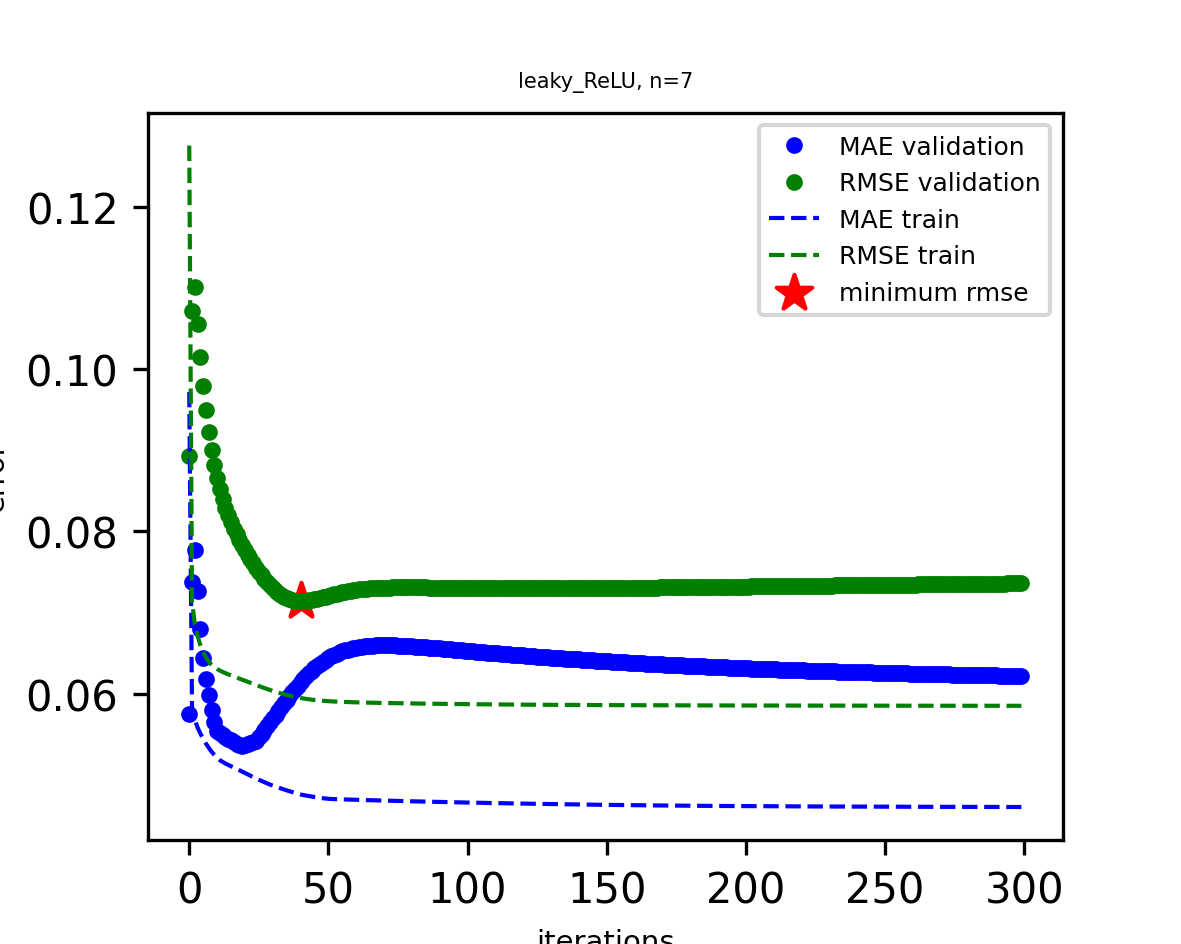 leaky_ReLU, n=7
MAE validation
RMSE validation
MAE train
RMSE train
minimum rmse
0.12
0.10
0.08
0.06
0 50 100 150 200 250 300
iterations